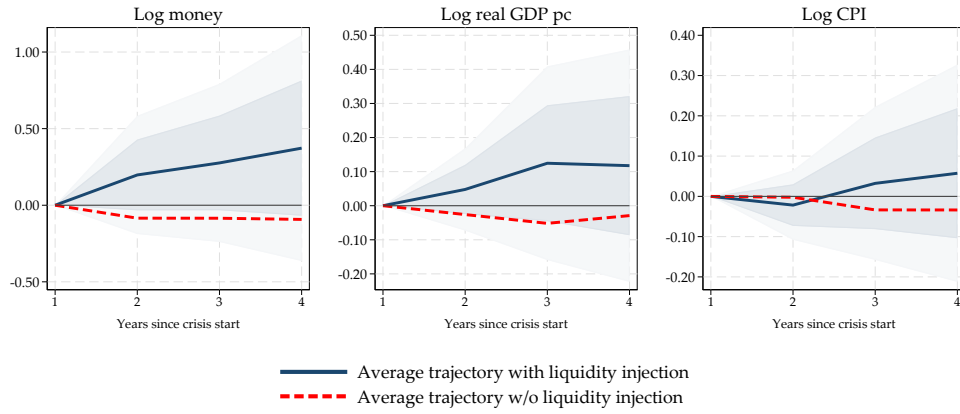 Log money
1.00
0.50
0.00
-0.50
1 2 3 4
Years since crisis start
Log real GDP pc
0.50
0.40
0.30
0.20
0.10
0.00
-0.10
-0.20
1 2 3 4
Years since crisis start
Log CPI
0.40
0.30
0.20
0.10
0.00
-0.10
-0.20
1 2 3 4
Years since crisis start
Average trajectory with liquidity injection
Average trajectory w/o liquidity injection